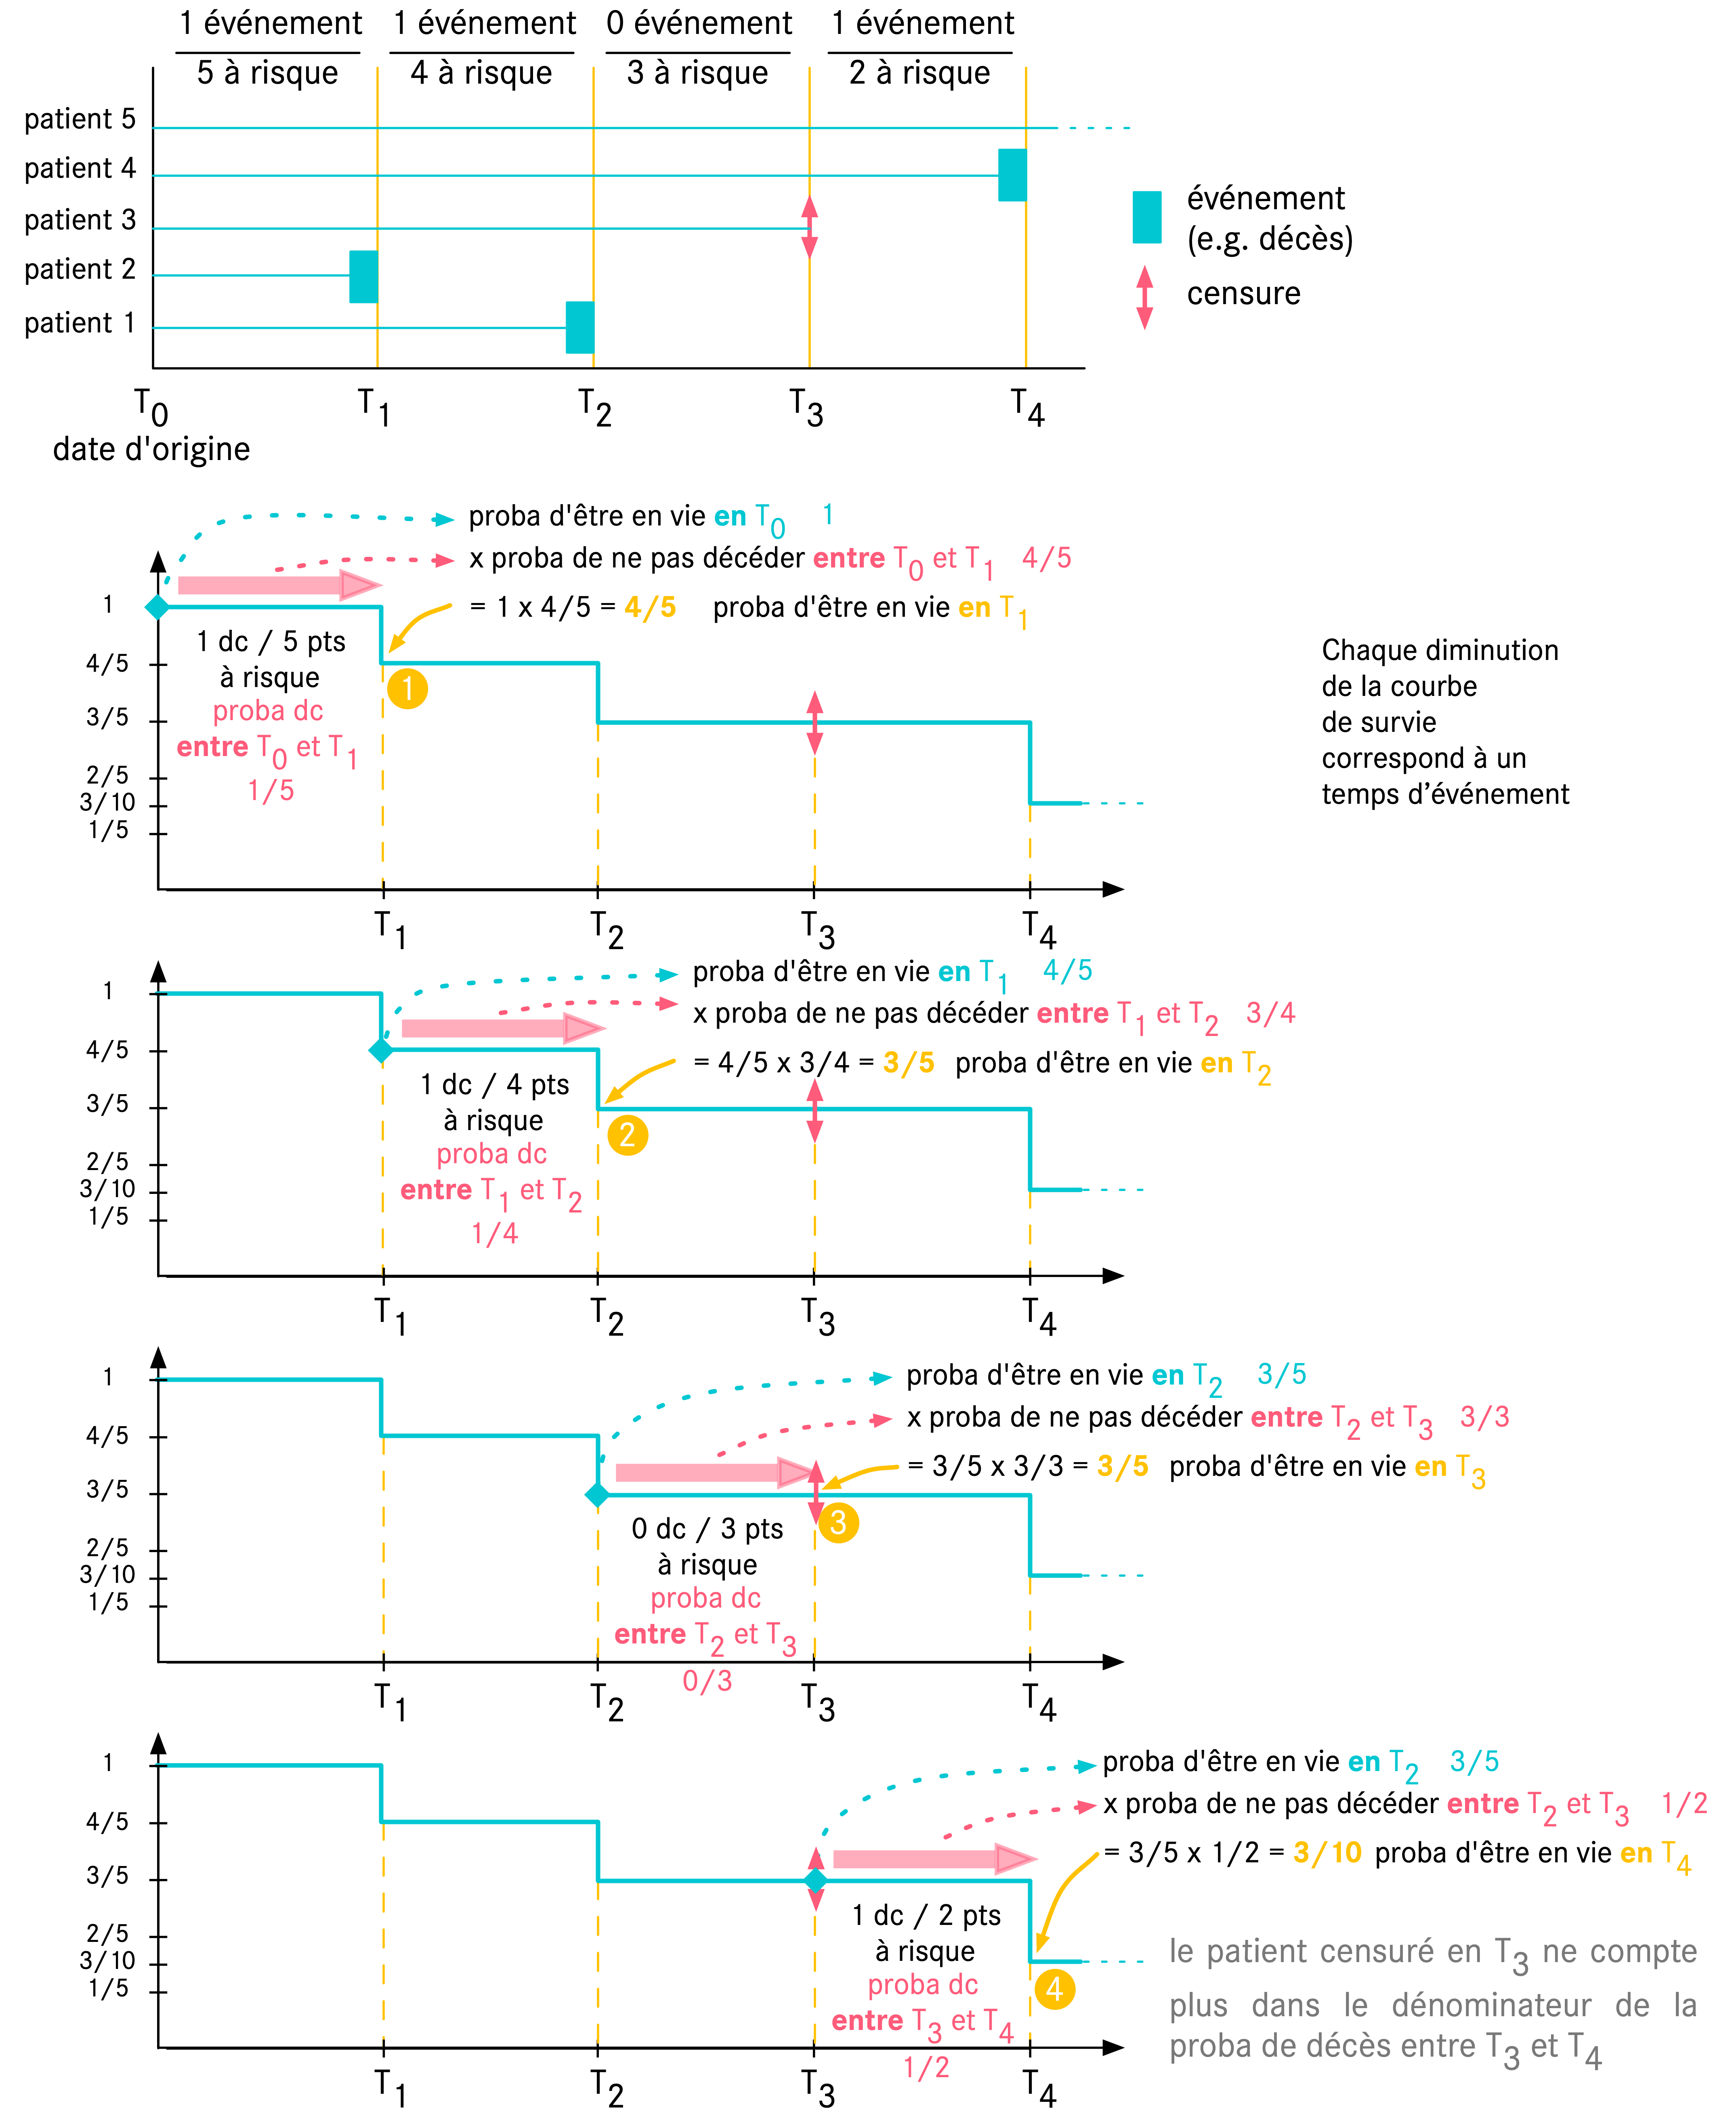 1 événement 1 événement 0 événement 1 événement
5 à risque 4 à risque 3 à risque 2 à risque
patient 5
patient 4
patient 3
patient 2
patient 1
événement
(e.g. décès)
censure
T0 T1 T2 T3 T4
date d'origine
proba d'être en vie en T0 1
x proba de ne pas décéder entre T0 et T1 4/5
= 1 x 4/5 = 4/5 proba d'être en vie en T1
1
4/5
3/5
2/5
3/10
1/5
1 dc / 5 pts
à risque
proba dc
entre T0 et T1
1/5
1
Chaque diminution
de la courbe
de survie
correspond à un
temps d’événement
T1 T2 T3 T4
proba d'être en vie en T1 4/5
x proba de ne pas décéder entre T1 et T2 3/4
= 4/5 x 3/4 = 3/5 proba d'être en vie en T2
1
4/5
3/5
2/5
3/10
1/5
1 dc / 4 pts
à risque
proba dc
entre T1 et T2
1/4
2
T1 T2 T3 T4
proba d'être en vie en T2 3/5
x proba de ne pas décéder entre T2 et T3 3/3
= 3/5 x 3/3 = 3/5 proba d'être en vie en T3
1
4/5
3/5
2/5
3/10
1/5
0 dc / 3 pts
à risque
proba dc
entre T2 et T3
0/3
3
T1 T2 T3 T4
proba d'être en vie en T2 3/5
x proba de ne pas décéder entre T2 et T3 1/2
= 3/5 x 1/2 = 3/10 proba d'être en vie en T4
1
4/5
3/5
2/5
3/10
1/5
1 dc / 2 pts
à risque
proba dc
entre T3 et T4
1/2
4
le patient censuré en T3 ne compte
plus dans le dénominateur de la
proba de décès entre T3 et T4
T1 T2 T3 T4